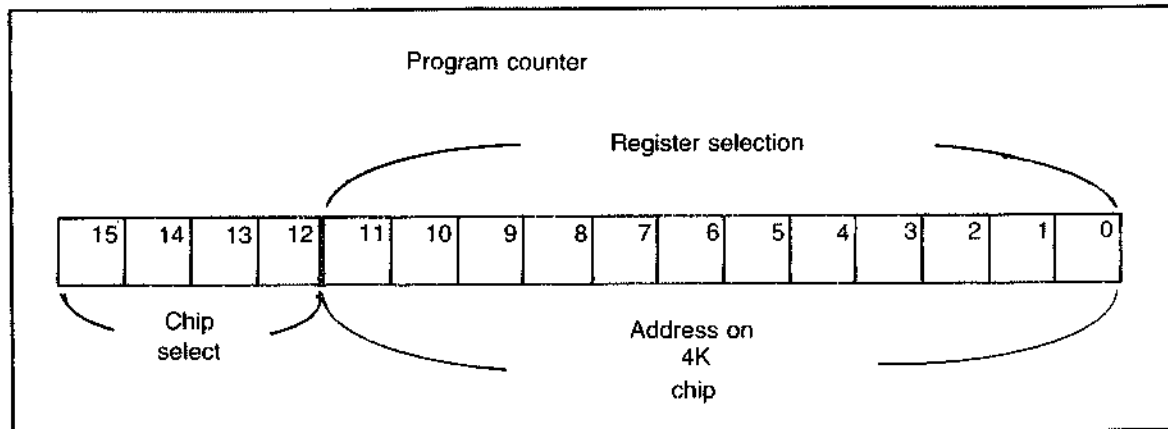 Program counter
Register selection
15 14 13 12 11 10 9 8 7 6 5 4 3 2 1 0
Chip
select
Address on
4K
chip